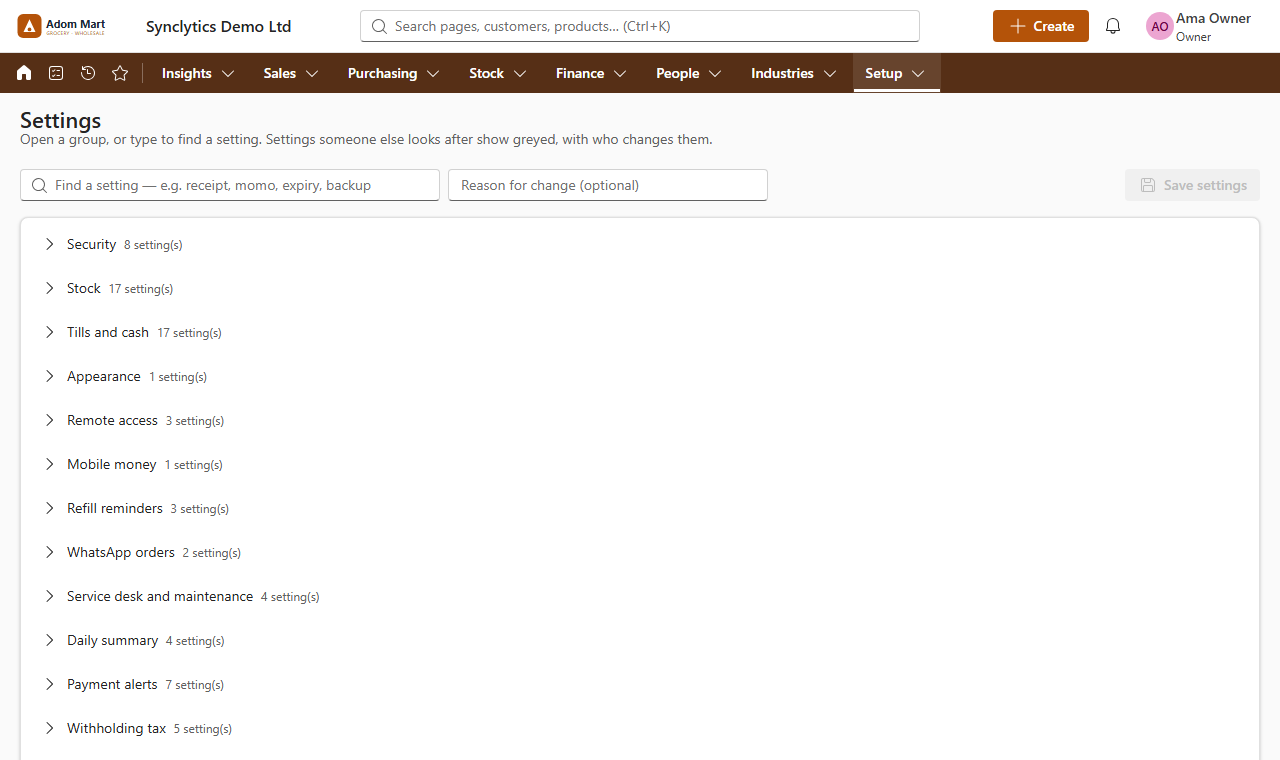 Adom Mart
GROCERY · WHOLESALE
Synclytics Demo Ltd
Search pages, customers, products... (Ctrl+K)
Create
AO
Ama Owner
Owner
Insights
Sales
Purchasing
Stock
Finance
People
Industries
Setup
Settings
Open a group, or type to find a setting. Settings someone else looks after show greyed, with who changes them.
Find a setting — e.g. receipt, momo, expiry, backup
Reason for change (optional)
Save settings
Security 8 setting(s)
Stock 17 setting(s)
Tills and cash 17 setting(s)
Appearance 1 setting(s)
Remote access 3 setting(s)
Mobile money 1 setting(s)
Refill reminders 3 setting(s)
WhatsApp orders 2 setting(s)
Service desk and maintenance 4 setting(s)
Daily summary 4 setting(s)
Payment alerts 7 setting(s)
Withholding tax 5 setting(s)